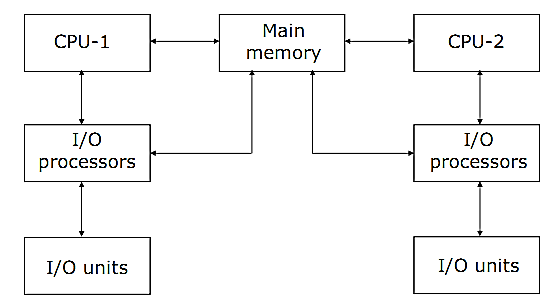 CPU-1
Main
memory
CPU-2
I/O
processors
I/O
processors
I/O units
I/O units